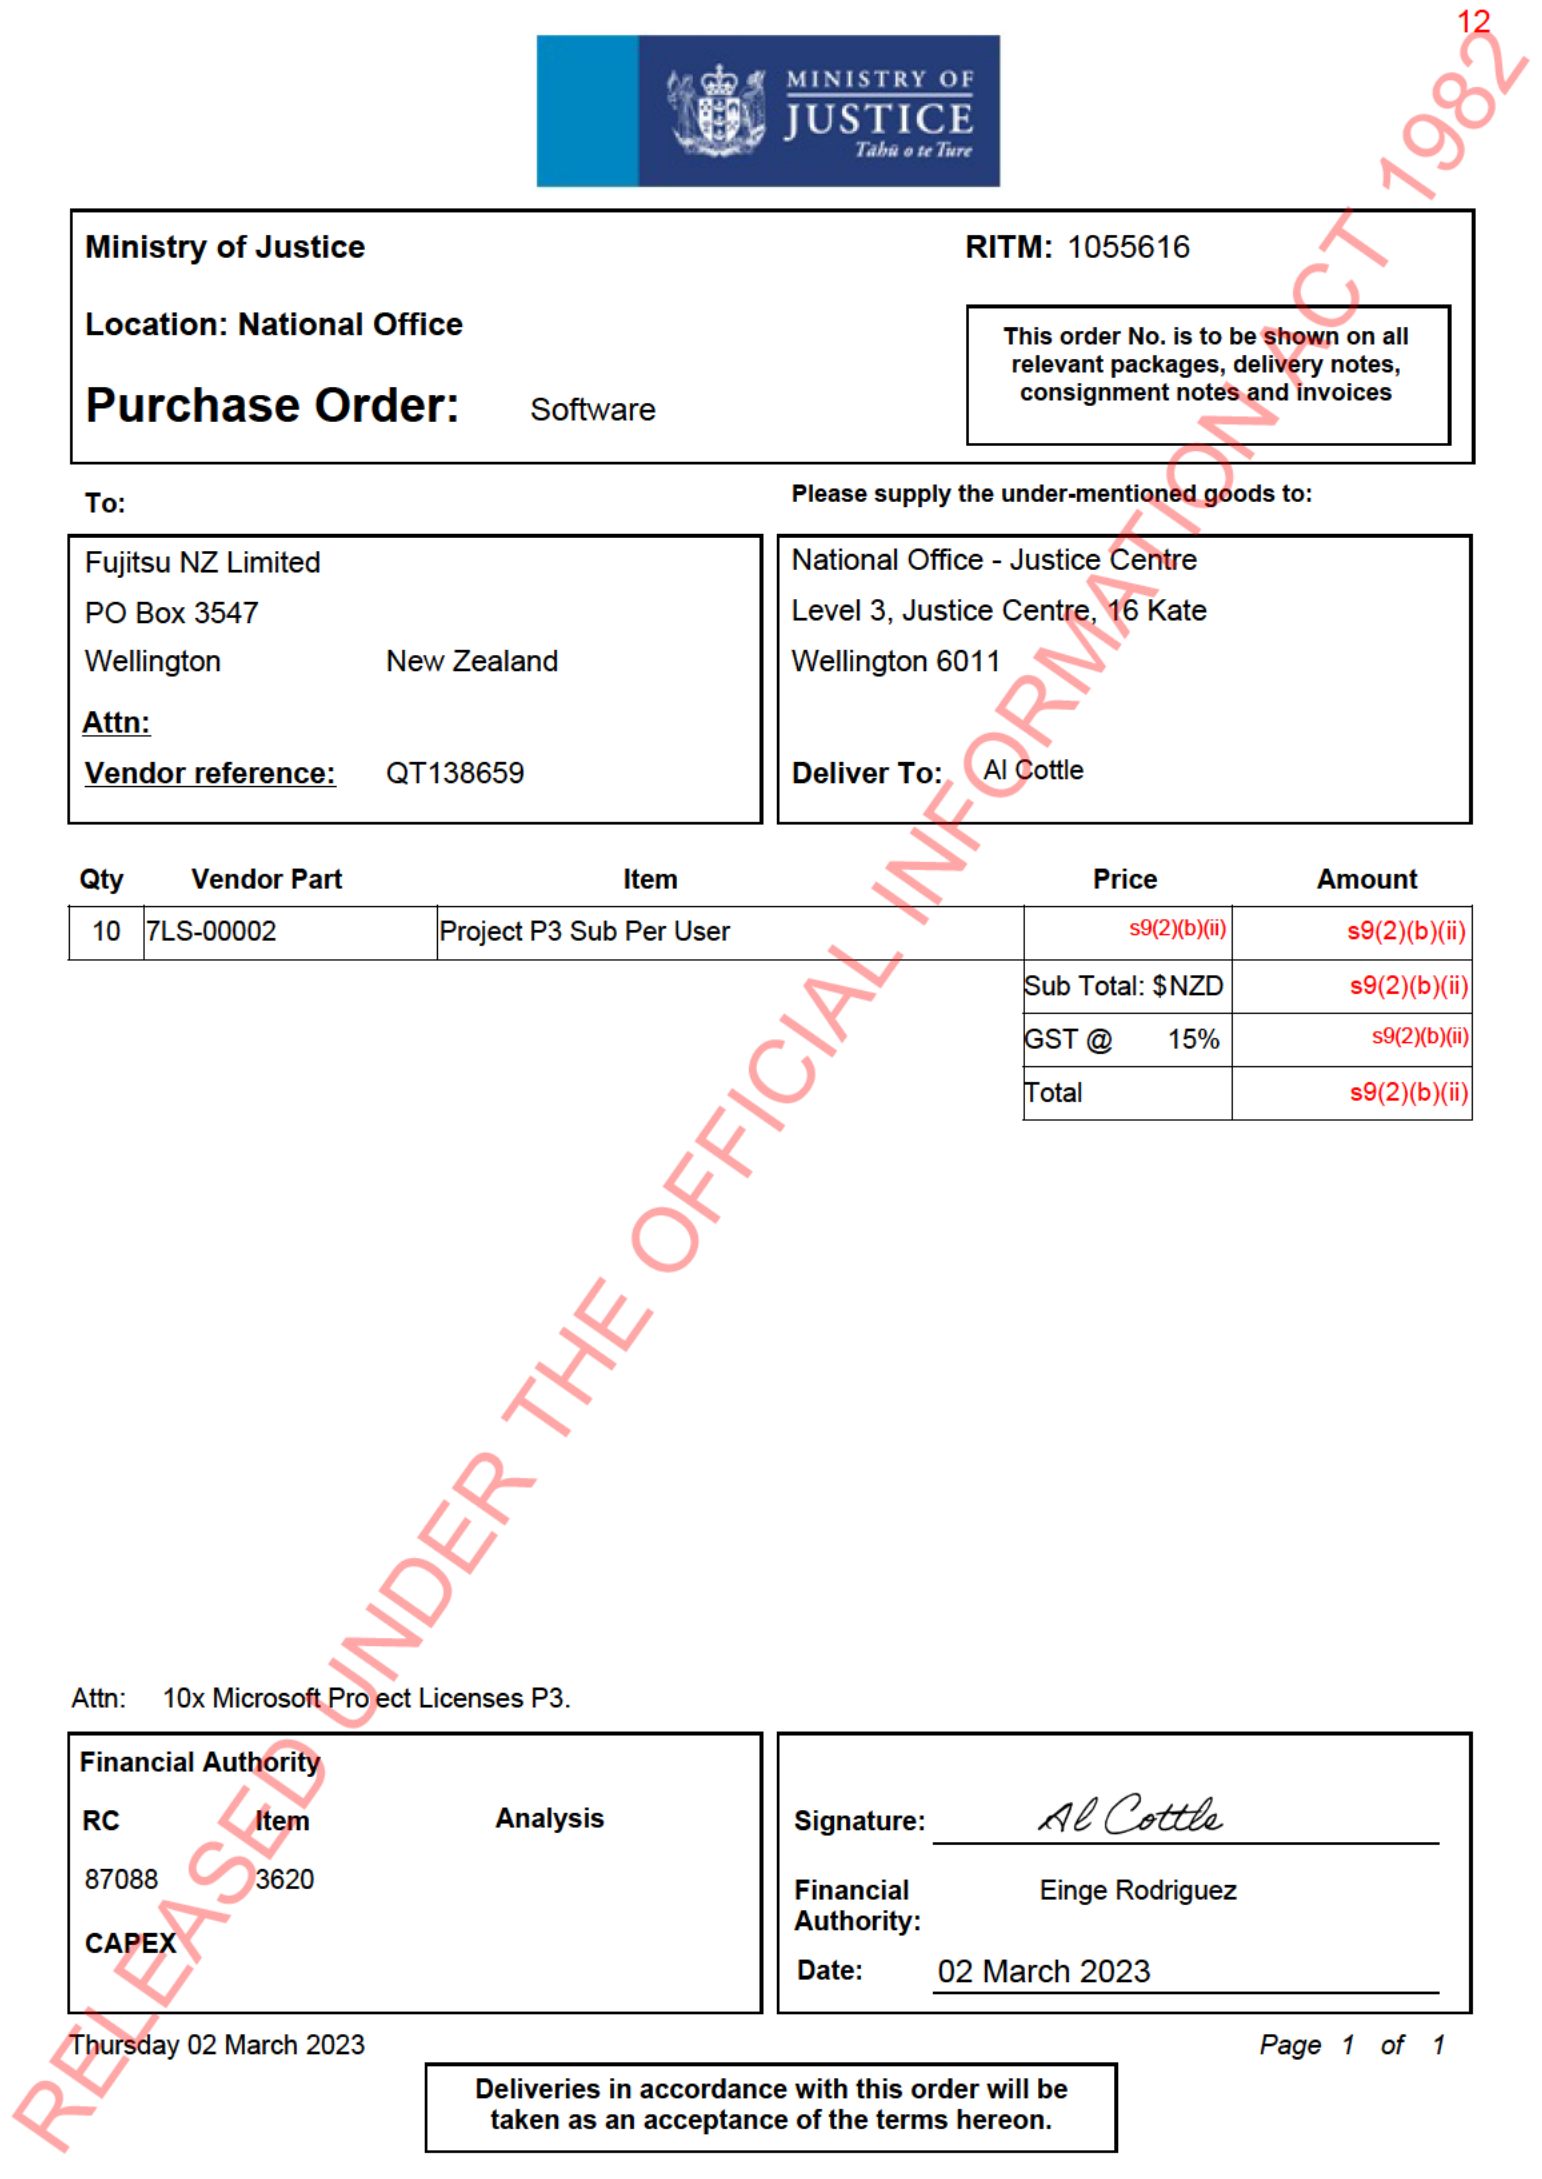 12
MINISTRY OF
JUSTICE
Tāhū o te Ture
Ministry of Justice
RITM: 1055616
Location: National Office
This order No. is to be shown on all
relevant packages, delivery notes,
consignment notes and invoices
Purchase Order: Software
To:
Please supply the under-mentioned goods to:
Fujitsu NZ Limited
PO Box 3547
Wellington New Zealand
Attn:
Vendor reference: QT138659
National Office - Justice Centre
Level 3, Justice Centre, 16 Kate
Wellington 6011
Deliver To: Al Cottle
Qty Vendor Part Item Price Amount
10 7LS-00002 Project P3 Sub Per User s9(2)(b)(ii) s9(2)(b)(ii)
Sub Total: $NZD s9(2)(b)(ii)
GST @ 15% s9(2)(b)(ii)
Total s9(2)(b)(ii)
Attn: 10x Microsoft Pro ect Licenses P3.
Financial Authority
RC Item Analysis
87088 3620
CAPEX
Signature: Al Cottle
Financial
Authority: Einge Rodriguez
Date: 02 March 2023
Thursday 02 March 2023
Page 1 of 1
Deliveries in accordance with this order will be
taken as an acceptance of the terms hereon.
RELEASED UNDER THE OFFICIAL INFORMATION ACT 1982